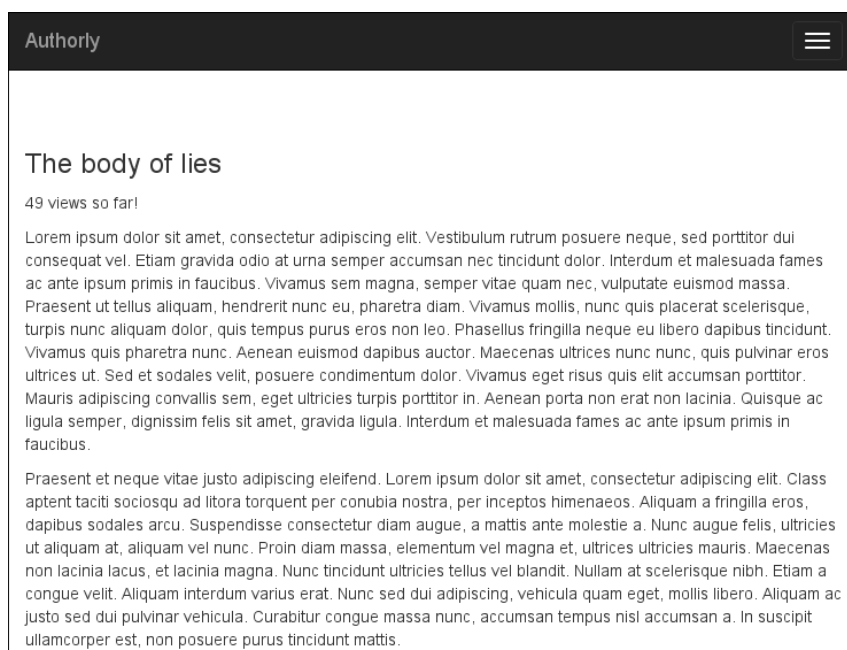 Authorly
The body of lies
49 views so far!
Lorem ipsum dolor sit amet, consectetur adipiscing elit. Vestibulum rutrum posuere neque, sed porttitor dui
consequat vel. Etiam gravida odio at urna semper accumsan nec tincidunt dolor. Interdum et malesuada fames
ac ante ipsum primis in faucibus. Vivamus sem magna, semper vitae quam nec, vulputate euismod massa.
Praesent ut tellus aliquam, hendrerit nunc eu, pharetra diam. Vivamus mollis, nunc quis placerat scelerisque,
turpis nunc aliquam dolor, quis tempus purus eros non leo. Phasellus fringilla neque eu libero dapibus tincidunt.
Vivamus quis pharetra nunc. Aenean euismod dapibus auctor. Maecenas ultrices nunc nunc, quis pulvinar eros
ultrices ut. Sed et sodales velit, posuere condimentum dolor. Vivamus eget risus quis elit accumsan porttitor.
Mauris adipiscing convallis sem, eget ultricies turpis porttitor in. Aenean porta non erat non lacinia. Quisque ac
ligula semper, dignissim felis sit amet, gravida ligula. Interdum et malesuada fames ac ante ipsum primis in
faucibus.
Praesent et neque vitae justo adipiscing eleifend. Lorem ipsum dolor sit amet, consectetur adipiscing elit. Class
aptent taciti sociosqu ad litora torquent per conubia nostra, per inceptos himenaeos. Aliquam a fringilla eros,
dapibus sodales arcu. Suspendisse consectetur diam augue, a mattis ante molestie a. Nunc augue felis, ultricies
ut aliquam at, aliquam vel nunc. Proin diam massa, elementum vel magna et, ultrices ultricies mauris. Maecenas
non lacinia lacus, et lacinia magna. Nunc tincidunt ultricies tellus vel blandit. Nullam at scelerisque nibh. Etiam a
congue velit. Aliquam interdum varius erat. Nunc sed dui adipiscing, vehicula quam eget, mollis libero. Aliquam ac
justo sed dui pulvinar vehicula. Curabitur congue massa nunc, accumsan tempus nisl accumsan a. In suscipit
ullamcorper est, non posuere purus tincidunt mattis.